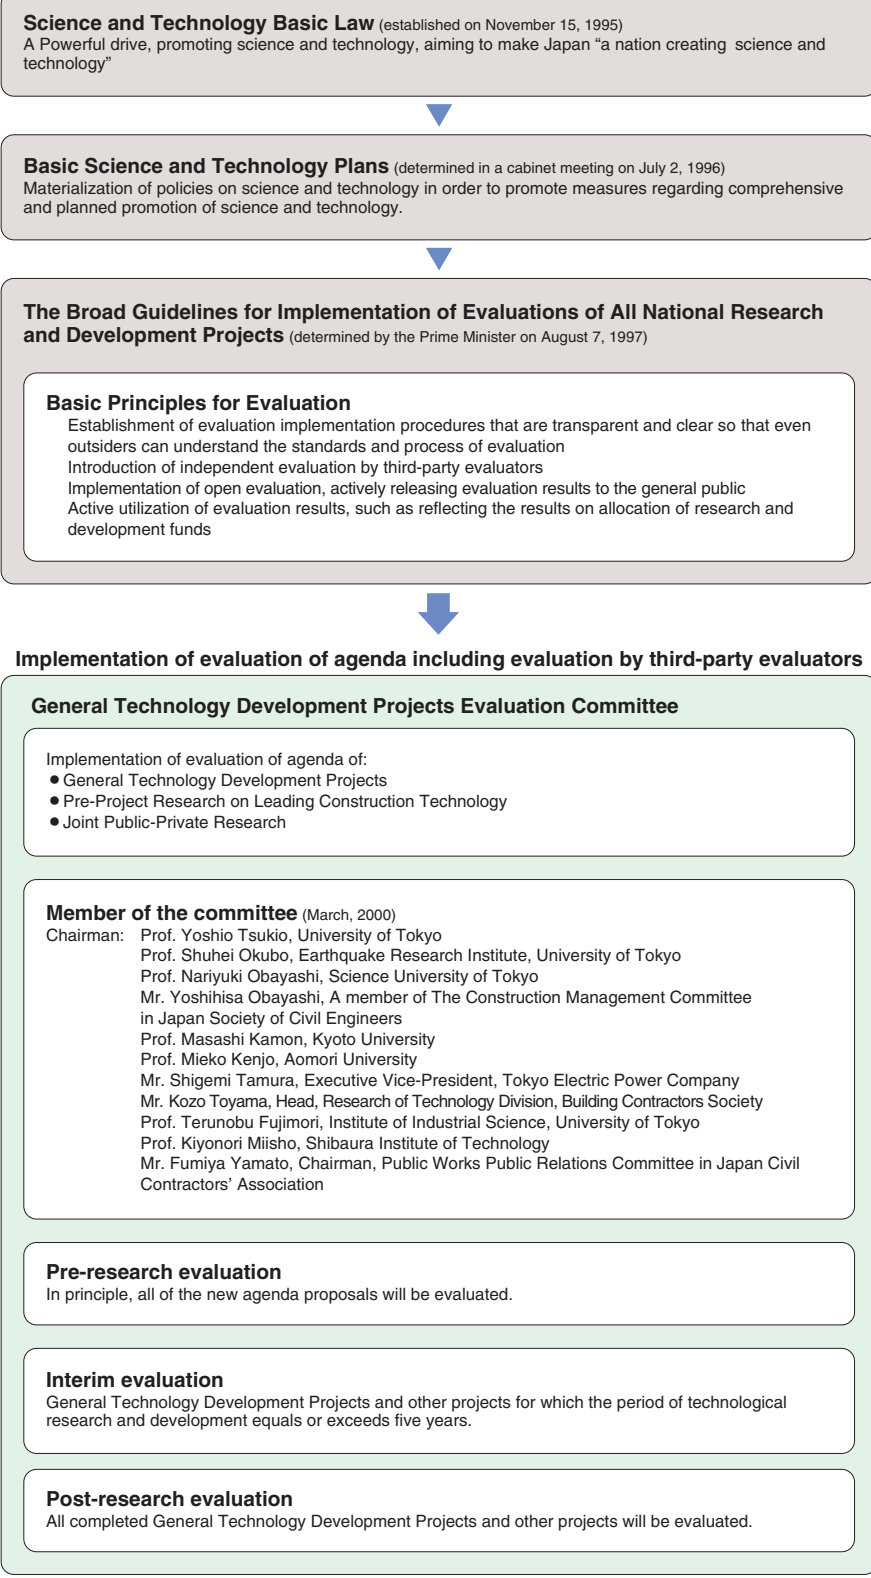 Science and Technology Basic Law (established on November 15, 1995)
A Powerful drive, promoting science and technology, aiming to make Japan “a nation creating science and
technology”
Basic Science and Technology Plans (determined in a cabinet meeting on July 2, 1996)
Materialization of policies on science and technology in order to promote measures regarding comprehensive
and planned promotion of science and technology.
The Broad Guidelines for Implementation of Evaluations of All National Research
and Development Projects (determined by the Prime Minister on August 7, 1997)
Basic Principles for Evaluation
Establishment of evaluation implementation procedures that are transparent and clear so that even
outsiders can understand the standards and process of evaluation
Introduction of independent evaluation by third-party evaluators
Implementation of open evaluation, actively releasing evaluation results to the general public
Active utilization of evaluation results, such as reflecting the results on allocation of research and
development funds
Implementation of evaluation of agenda including evaluation by third-party evaluators
General Technology Development Projects Evaluation Committee
Implementation of evaluation of agenda of:
● General Technology Development Projects
● Pre-Project Research on Leading Construction Technology
● Joint Public-Private Research
Member of the committee (March, 2000)
Chairman: Prof. Yoshio Tsukio, University of Tokyo
Prof. Shuhei Okubo, Earthquake Research Institute, University of Tokyo
Prof. Nariyuki Obayashi, Science University of Tokyo
Mr. Yoshihisa Obayashi, A member of The Construction Management Committee
in Japan Society of Civil Engineers
Prof. Masashi Kamon, Kyoto University
Prof. Mieko Kenjo, Aomori University
Mr. Shigemi Tamura, Executive Vice-President, Tokyo Electric Power Company
Mr. Kozo Toyama, Head, Research of Technology Division, Building Contractors Society
Prof. Terunobu Fujimori, Institute of Industrial Science, University of Tokyo
Prof. Kiyonori Miisho, Shibaura Institute of Technology
Mr. Fumiya Yamato, Chairman, Public Works Public Relations Committee in Japan Civil
Contractors’ Association
Pre-research evaluation
In principle, all of the new agenda proposals will be evaluated.
Interim evaluation
General Technology Development Projects and other projects for which the period of technological
research and development equals or exceeds five years.
Post-research evaluation
All completed General Technology Development Projects and other projects will be evaluated.